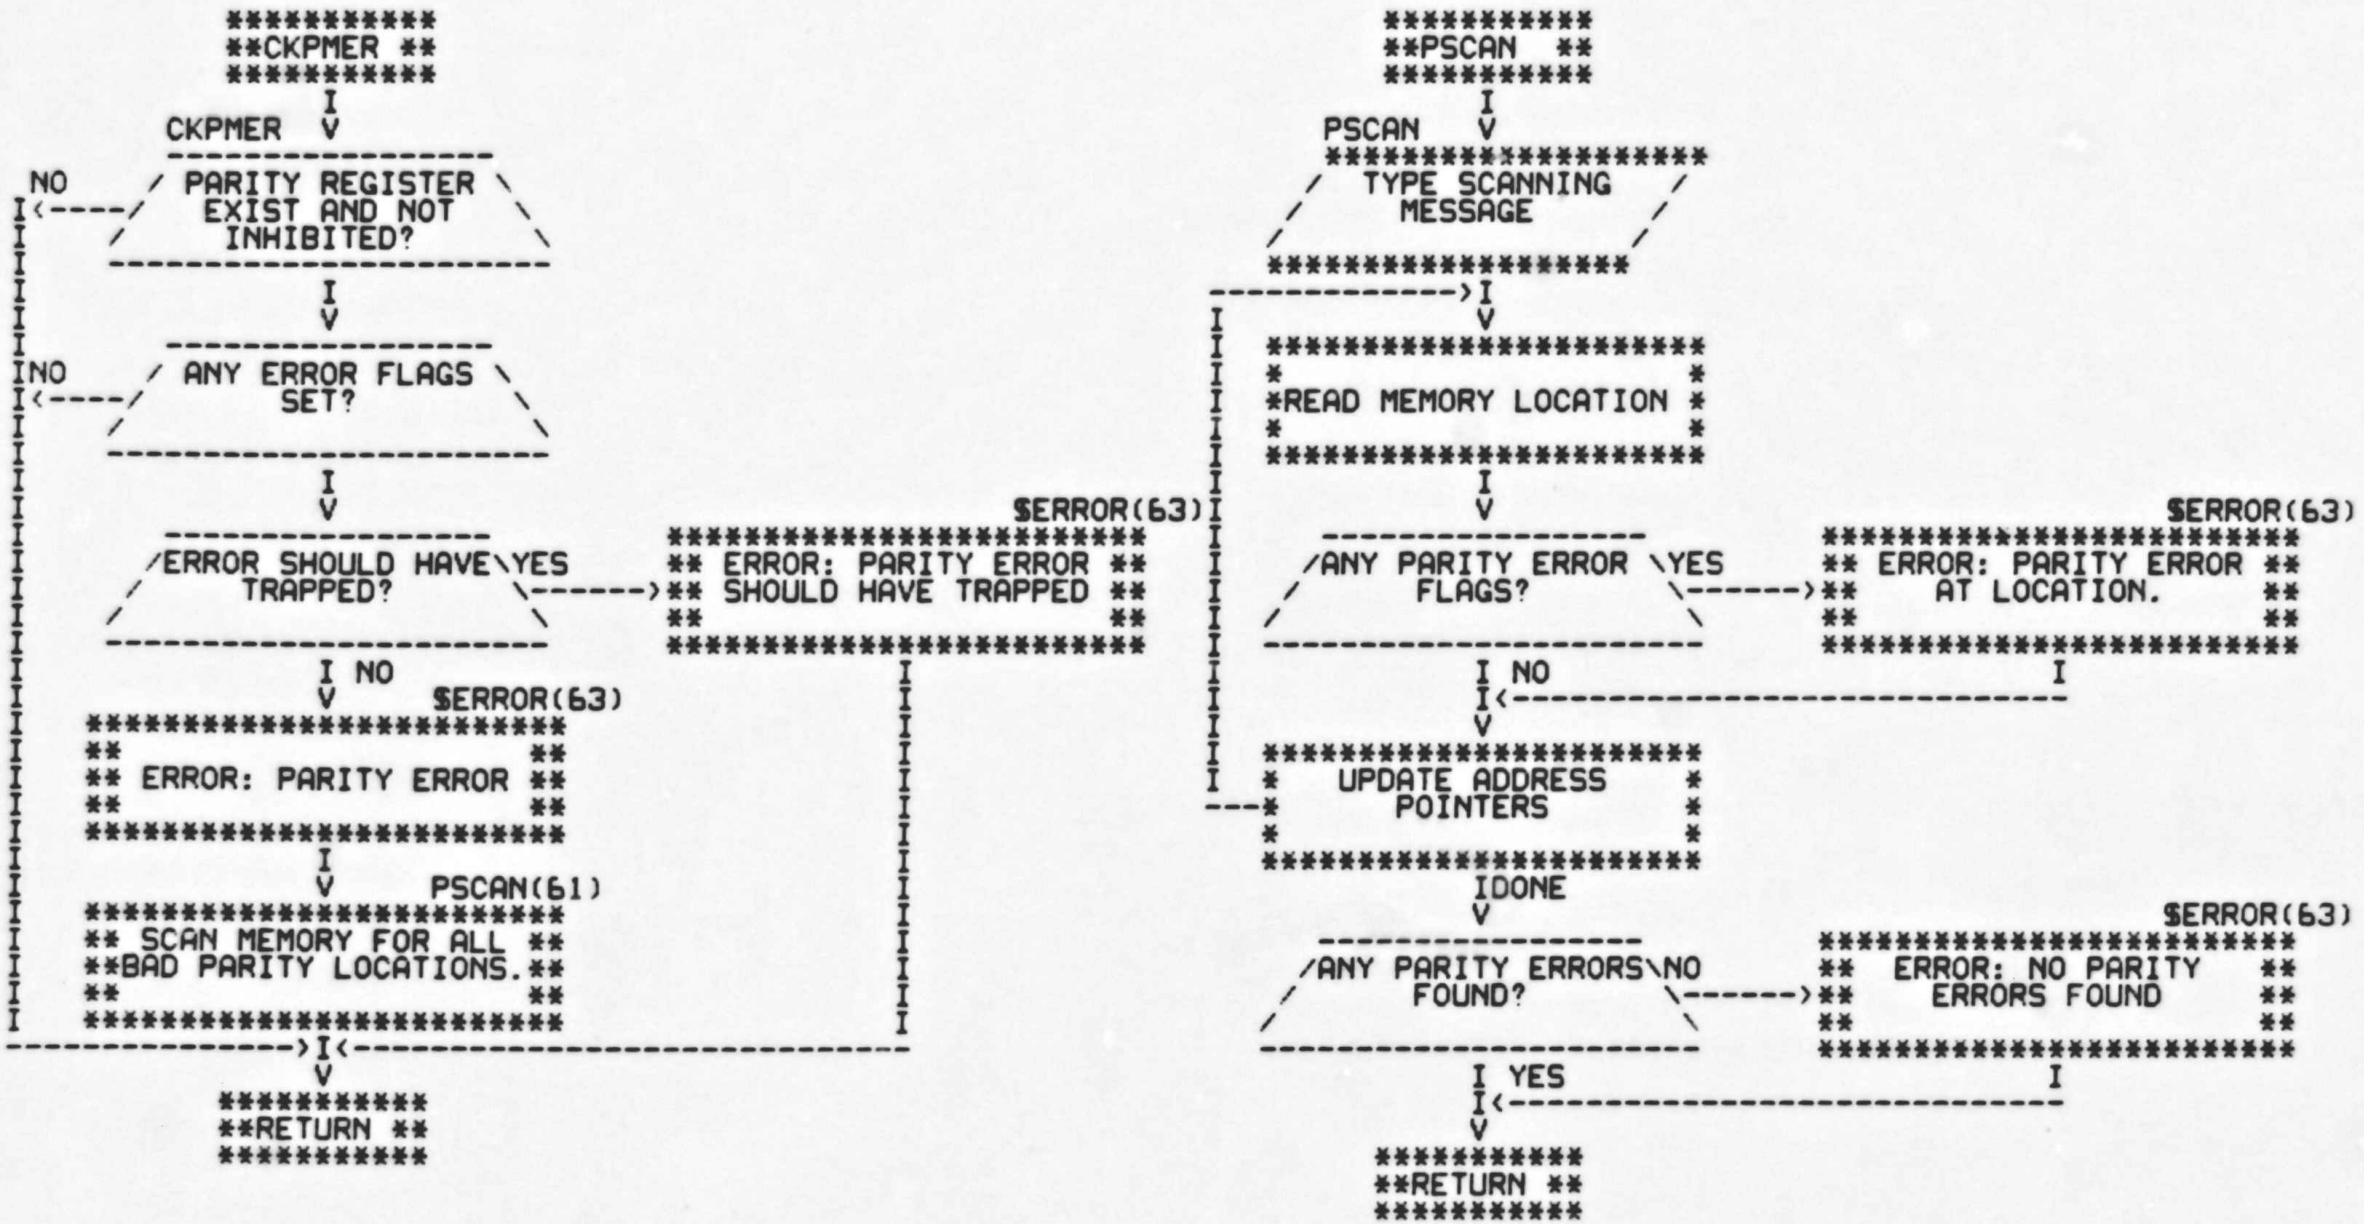 **CKPMER **
CKPMER
PARITY REGISTER
EXIST AND NOT
INHIBITED?
NO
ANY ERROR FLAGS
SET?
NO
ERROR SHOULD HAVE
TRAPPED?
YES
$ERROR(63)
** ERROR: PARITY ERROR **
** SHOULD HAVE TRAPPED **
NO
$ERROR(63)
** ERROR: PARITY ERROR **
PSCAN(61)
** SCAN MEMORY FOR ALL **
**BAD PARITY LOCATIONS.**
**RETURN **
**PSCAN **
PSCAN
TYPE SCANNING
MESSAGE
*READ MEMORY LOCATION *
ANY PARITY ERROR
FLAGS?
YES
$ERROR(63)
** ERROR: PARITY ERROR **
** AT LOCATION. **
NO
* UPDATE ADDRESS *
* POINTERS *
IDONE
ANY PARITY ERRORS
FOUND?
NO
$ERROR(63)
** ERROR: NO PARITY **
** ERRORS FOUND **
YES
**RETURN **